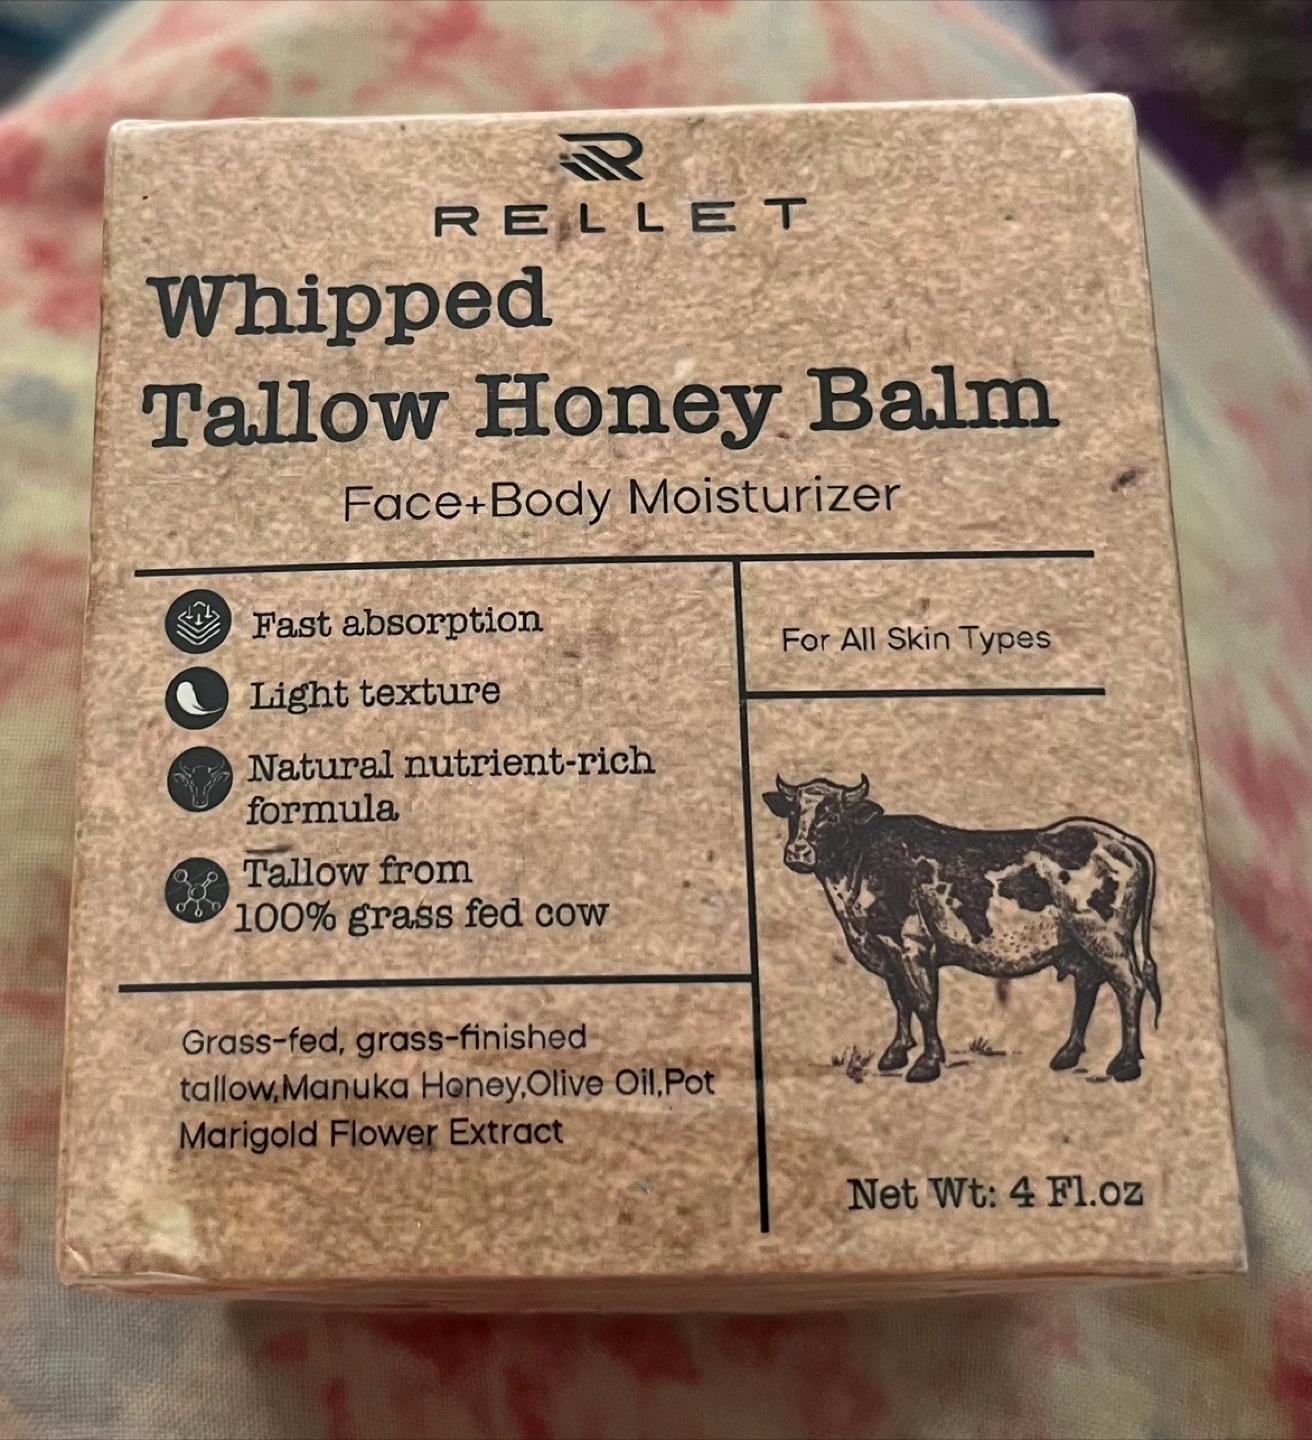 RELLET
Whipped
Tallow Honey Balm
Face+Body Moisturizer
Fast absorption
Light texture
Natural nutrient-rich
formula
Tallow from
100% grass fed cow
For All Skin Types
Grass-fed, grass-finished
tallow,Manuka Honey,Olive Oil,Pot
Marigold Flower Extract
Net Wt: 4 Fl.oz